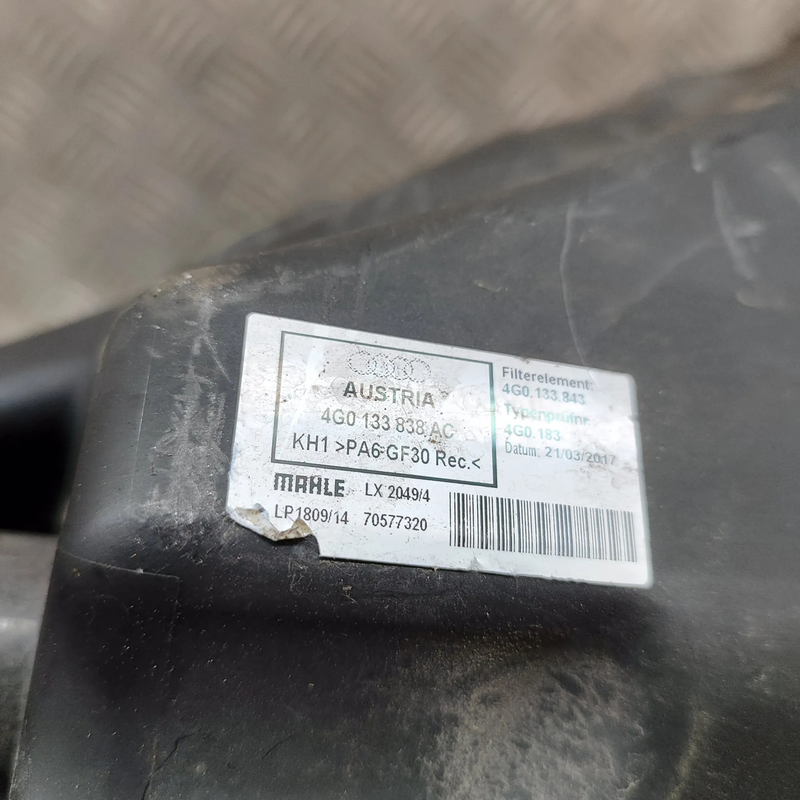 AUSTRIA
4G0 133 838 AC
KH1 >PA6-GF30 Rec.<
MAHLE LX 2049/4
LP1809/14 70577320
Filterelement:
4G0.133.843
Typenprüfnr.
4G0.183
Datum: 21/03/2017